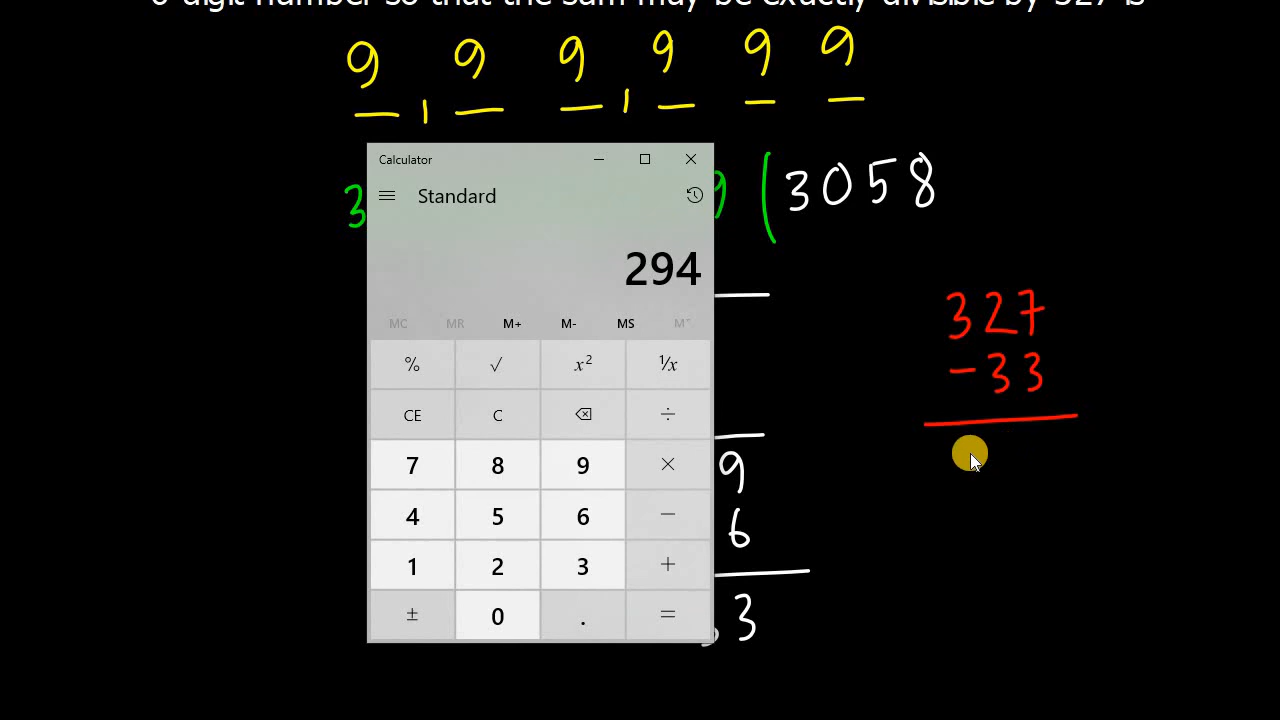 6-digit number so that the sum may be exactly divisible by 327 is
9, 9 9, 9 9 9
3 9 ( 3058
Calculator
Standard
294
MC MR M+ M- MS
% √ x² ¹/x
CE C ÷
7 8 9 ×
4 5 6 −
1 2 3 +
± 0 . =
9
6
3
327
-33